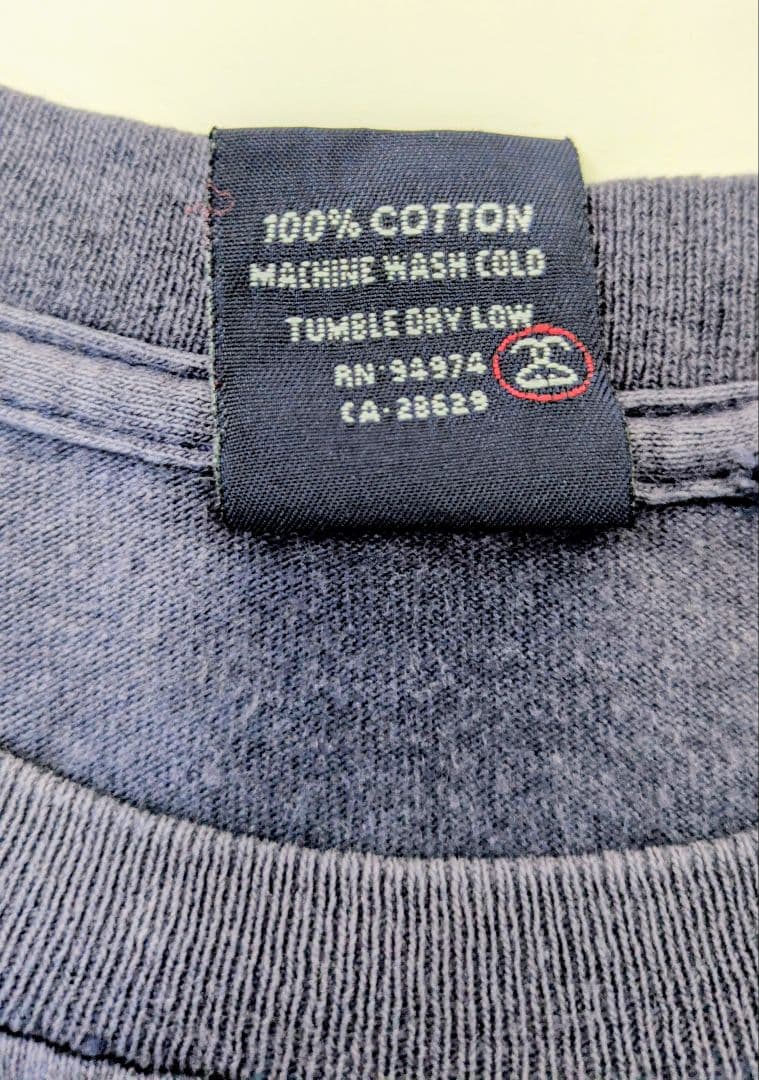 100% COTTON
MACHINE WASH COLD
TUMBLE DRY LOW
RN-94974
CA-28629